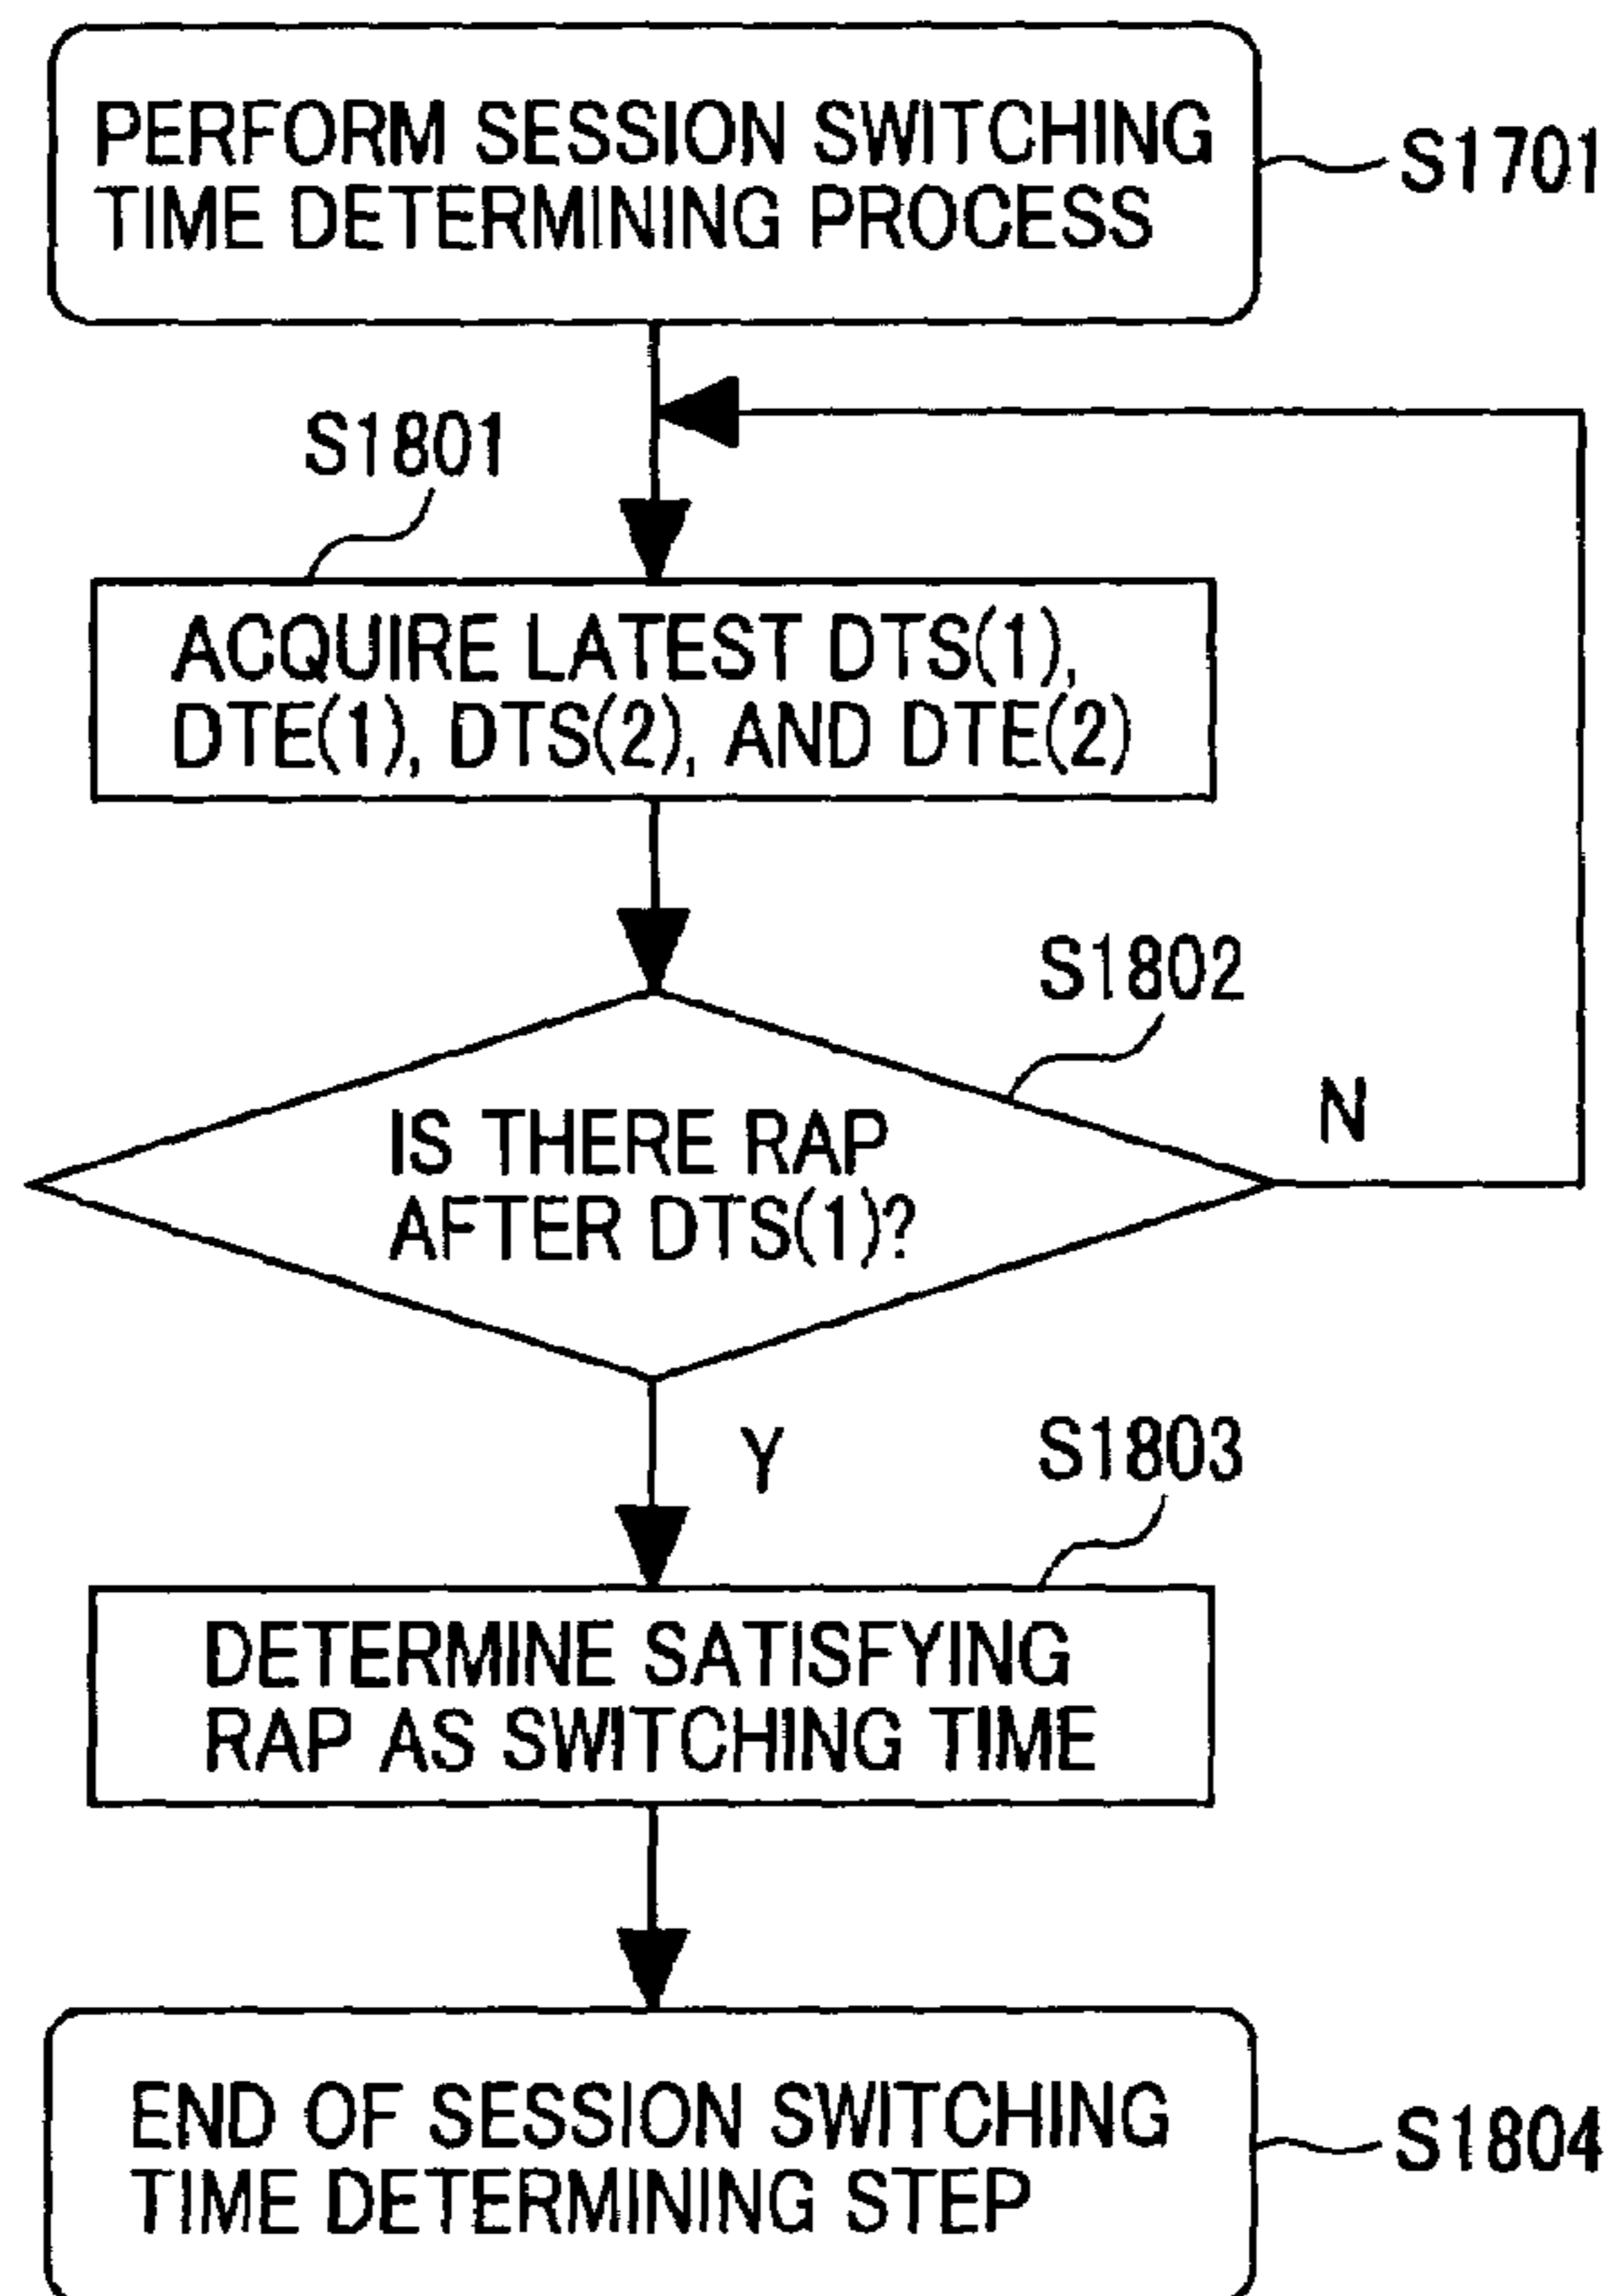 PERFORM SESSION SWITCHING
TIME DETERMINING PROCESS
S1701
S1801
ACQUIRE LATEST DTS(1),
DTE(1), DTS(2), AND DTE(2)
S1802
IS THERE RAP
AFTER DTS(1)?
N
Y
S1803
DETERMINE SATISFYING
RAP AS SWITCHING TIME
END OF SESSION SWITCHING
TIME DETERMINING STEP
S1804